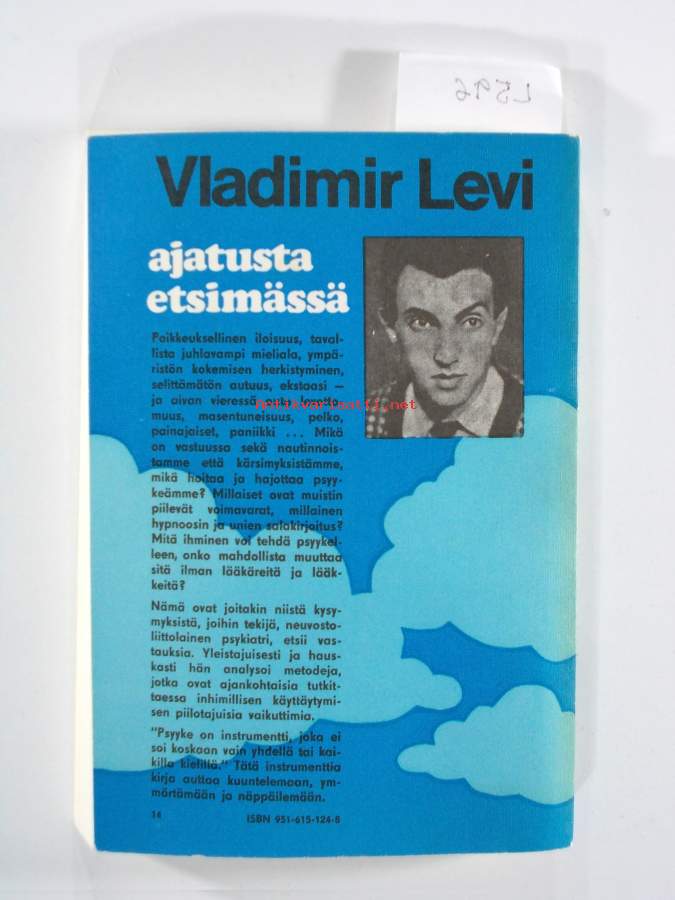 L596
Vladimir Levi
ajatusta
etsimässä
Poikkeuksellinen iloisuus, taval-
lista juhlavampi mieliala, ympä-
ristön kokemisen herkistyminen,
selittämätön autuus, ekstaasi —
ja aivan vieressä
muus, masentuneisuus, pelko,
painajaiset, paniikki ... Mikä
on vastuussa sekä nautinnois-
tamme että kärsimyksistämme,
mikä hoitaa ja hajottaa psyy-
keämme? Millaiset ovat muistin
piilevät voimavarat, millainen
hypnoosin ja unien salakirjoitus?
Mitä ihminen voi tehdä psyykel-
leen, onko mahdollista muuttaa
sitä ilman lääkäreitä ja lääk-
keitä?
Nämä ovat joitakin niistä kysy-
myksistä, joihin tekijä, neuvosto-
liittolainen psykiatri, etsii vas-
tauksia. Yleistajuisesti ja haus-
kasti hän analysoi metodeja,
jotka ovat ajankohtaisia tutkit-
taessa inhimillisen käyttäytymi-
sen piilotajuisia vaikuttimia.
"Psyyke on instrumentti, joka ei
soi koskaan vain yhdellä tai kai-
killa kielillä." Tätä instrumenttia
kirja auttaa kuuntelemaan, ym-
märtämään ja näppäilemään.
14
ISBN 951-615-124-8
antikvariaatti.net